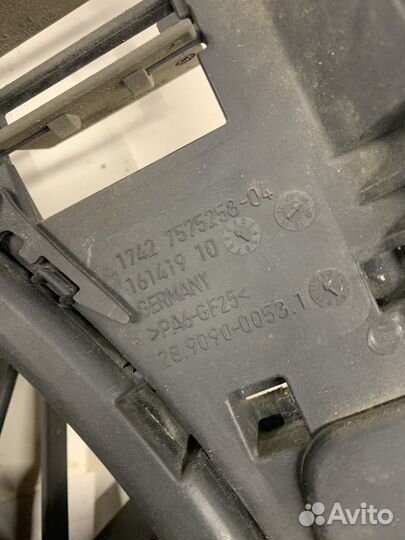 1742 7575258-04
161419 10
GERMANY
>PA6-GF25<
28.9090-0053.1
Avito